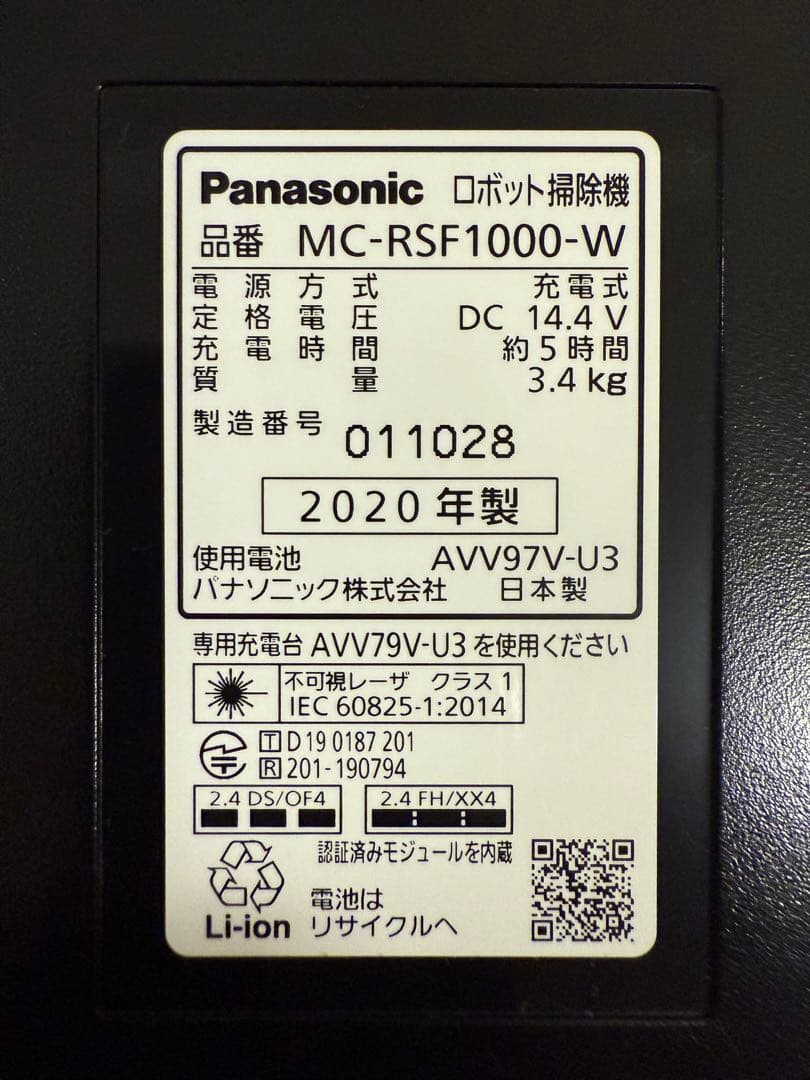 Panasonic ロボット掃除機
品番 MC-RSF1000-W
電源方式 充電式
定格電圧 DC 14.4 V
充電時間 約5時間
質量 3.4 kg
製造番号 011028
2020年製
使用電池 AVV97V-U3
パナソニック株式会社 日本製
専用充電台 AVV79V-U3を使用ください
不可視レーザ クラス1
IEC 60825-1:2014
T D 19 0187 201
R 201-190794
2.4 DS/OF4 2.4 FH/XX4
認証済みモジュールを内蔵
電池は
Li-ion リサイクルへ